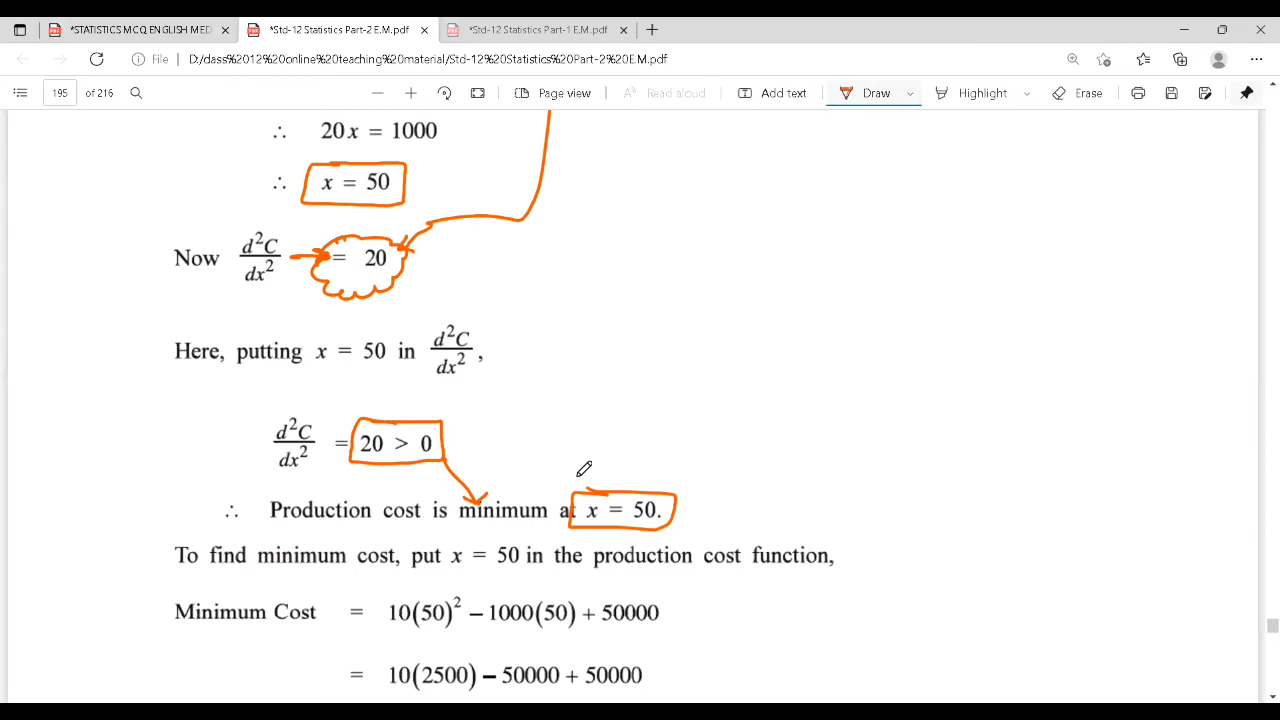 *STATISTICS MCQ ENGLISH MED
*Std-12 Statistics Part-2 E.M.pdf
*Std-12 Statistics Part-1 E.M.pdf
File D:/dass%2012%20online%20teaching%20material/Std-12%20Statistics%20Part-2%20E.M.pdf
195 of 216 Page view Read aloud Add text Draw Highlight Erase
∴ 20x = 1000
∴ x = 50
Now d²C/dx² = 20
Here, putting x = 50 in d²C/dx²,
d²C/dx² = 20 > 0
∴ Production cost is minimum at x = 50.
To find minimum cost, put x = 50 in the production cost function,
Minimum Cost = 10(50)² − 1000(50) + 50000
= 10(2500) − 50000 + 50000